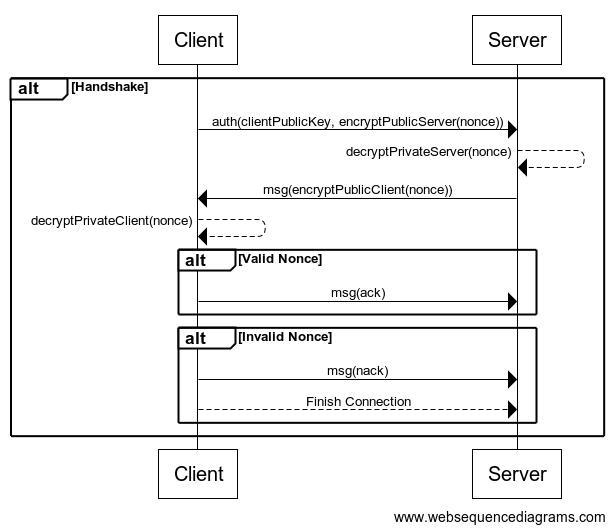 Client
Server
alt [Handshake]
auth(clientPublicKey, encryptPublicServer(nonce))
decryptPrivateServer(nonce)
msg(encryptPublicClient(nonce))
decryptPrivateClient(nonce)
alt [Valid Nonce]
msg(ack)
alt [Invalid Nonce]
msg(nack)
Finish Connection
Client
Server
www.websequencediagrams.com